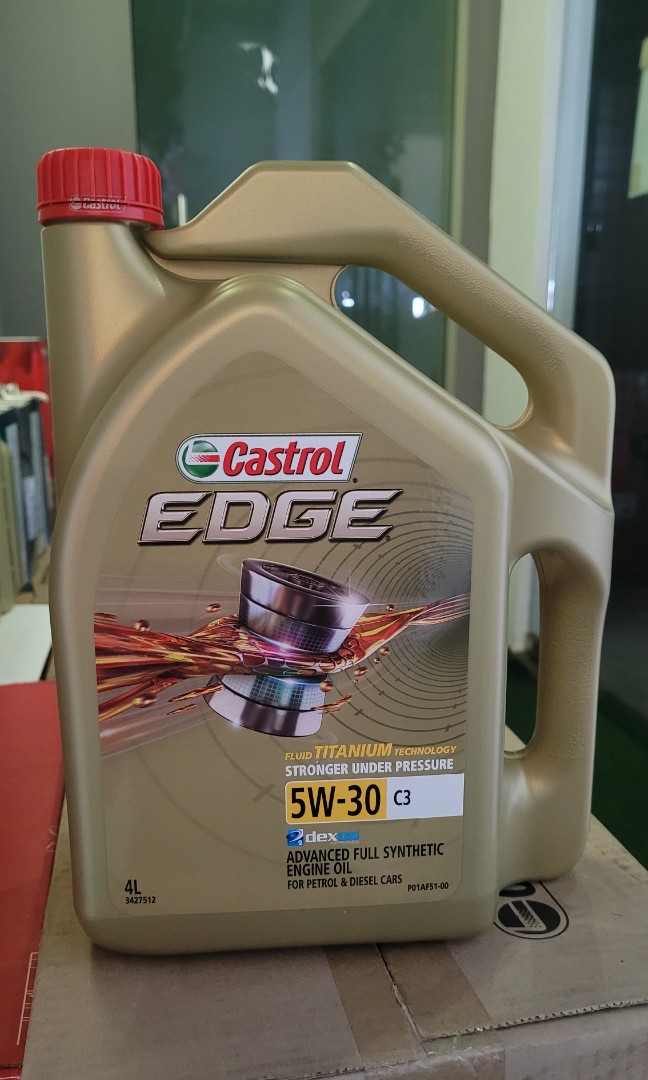 Castrol
Castrol
EDGE
FLUID TITANIUM TECHNOLOGY
STRONGER UNDER PRESSURE
5W-30 C3
dexos
2
ADVANCED FULL SYNTHETIC
ENGINE OIL
FOR PETROL & DIESEL CARS
P01AF51-00
4L
3427512